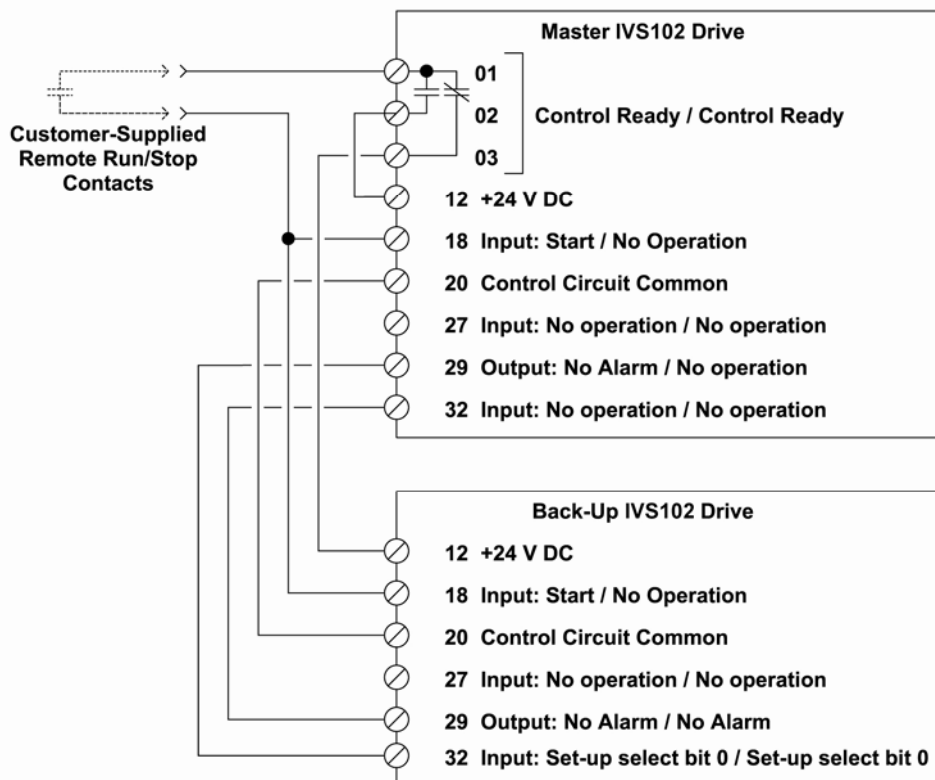 Master IVS102 Drive
Customer-Supplied
Remote Run/Stop
Contacts
01
02
03
Control Ready / Control Ready
12 +24 V DC
18 Input: Start / No Operation
20 Control Circuit Common
27 Input: No operation / No operation
29 Output: No Alarm / No operation
32 Input: No operation / No operation
Back-Up IVS102 Drive
12 +24 V DC
18 Input: Start / No Operation
20 Control Circuit Common
27 Input: No operation / No operation
29 Output: No Alarm / No Alarm
32 Input: Set-up select bit 0 / Set-up select bit 0